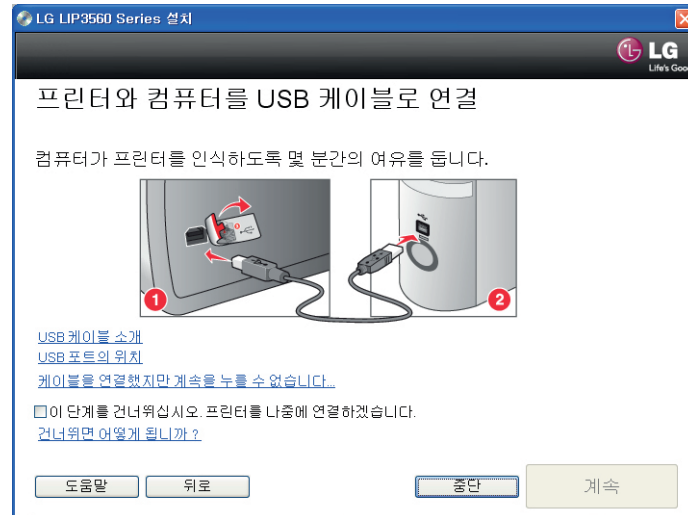 LG LIP3560 Series 설치
LG
Life's Good
프린터와 컴퓨터를 USB 케이블로 연결
컴퓨터가 프린터를 인식하도록 몇 분간의 여유를 둡니다.
1
2
USB 케이블 소개
USB 포트의 위치
케이블을 연결했지만 계속을 누를 수 없습니다...
이 단계를 건너뛰십시오. 프린터를 나중에 연결하겠습니다.
건너뛰면 어떻게 됩니까 ?
도움말
뒤로
중단
계속